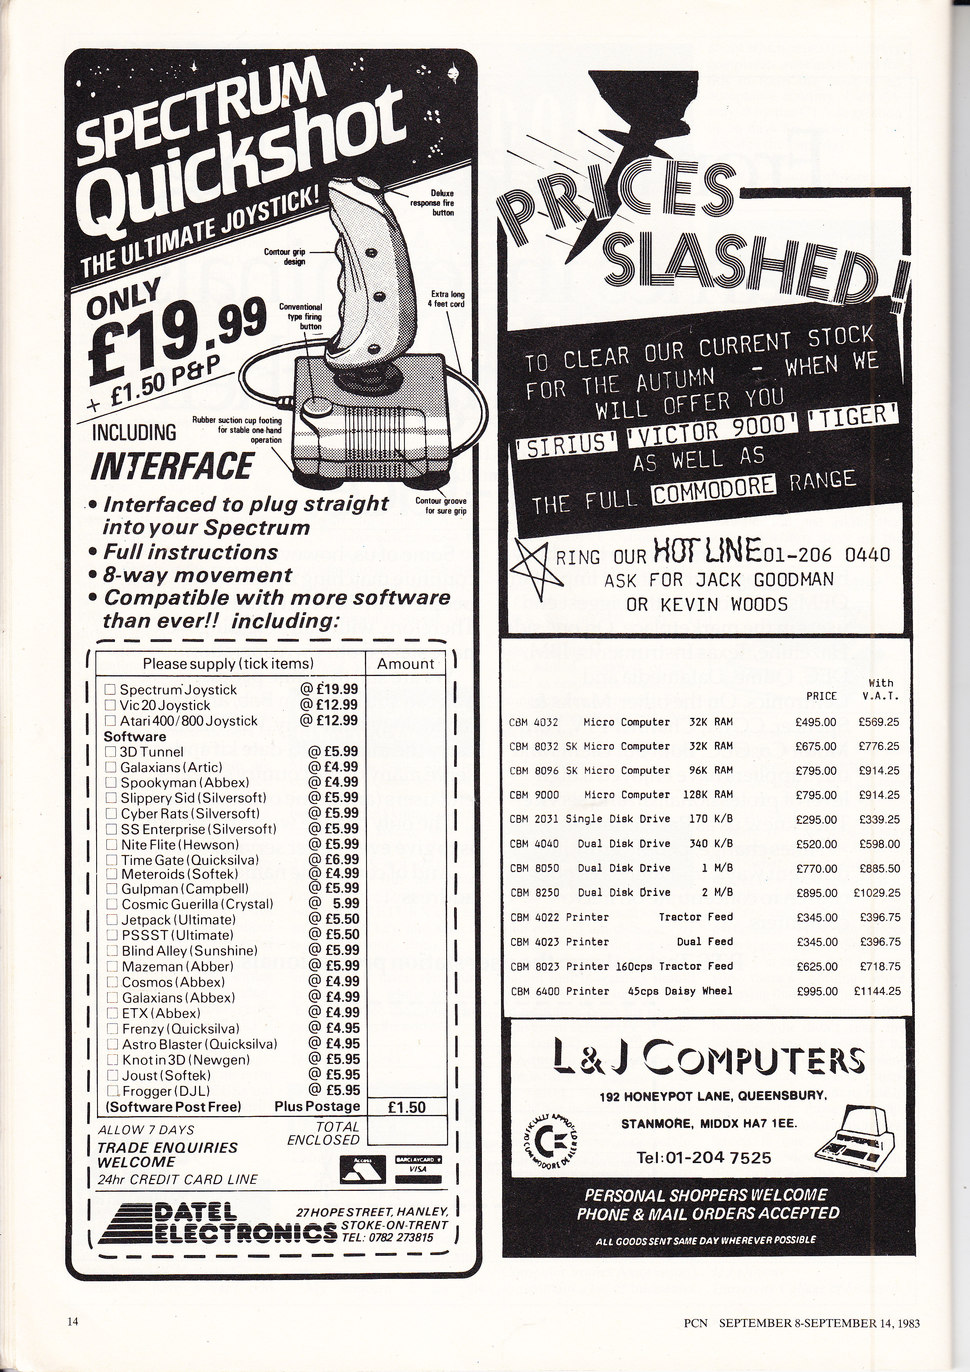 SPECTRUM
Quickshot
THE ULTIMATE JOYSTICK!
Deluxe
response fire
button
Contour grip
design
Extra long
4 feet cord
Conventional
type firing
button
ONLY
£19.99
+ £1.50 P&P
Rubber suction cup footing
for stable one hand
operation
INCLUDING
INTERFACE
Contour groove
for sure grip
• Interfaced to plug straight
into your Spectrum
• Full instructions
• 8-way movement
• Compatible with more software
than ever!! including:
Please supply (tick items) Amount
Spectrum Joystick @ £19.99
Vic 20 Joystick @ £12.99
Atari 400/800 Joystick @ £12.99
Software
3D Tunnel @ £5.99
Galaxians (Artic) @ £4.99
Spookyman (Abbex) @ £4.99
Slippery Sid (Silversoft) @ £5.99
Cyber Rats (Silversoft) @ £5.99
SS Enterprise (Silversoft) @ £5.99
Nite Flite (Hewson) @ £5.99
Time Gate (Quicksilva) @ £6.99
Meteroids (Softek) @ £4.99
Gulpman (Campbell) @ £5.99
Cosmic Guerilla (Crystal) @ 5.99
Jetpack (Ultimate) @ £5.50
PSSST (Ultimate) @ £5.50
Blind Alley (Sunshine) @ £5.99
Mazeman (Abber) @ £5.99
Cosmos (Abbex) @ £4.99
Galaxians (Abbex) @ £4.99
ETX (Abbex) @ £4.99
Frenzy (Quicksilva) @ £4.95
Astro Blaster (Quicksilva) @ £4.95
Knot in 3D (Newgen) @ £5.95
Joust (Softek) @ £5.95
Frogger (DJL) @ £5.95
(Software Post Free) Plus Postage £1.50
ALLOW 7 DAYS
TOTAL
ENCLOSED
TRADE ENQUIRIES
WELCOME
24hr CREDIT CARD LINE
Access
BARCLAYCARD
VISA
DATEL
ELECTRONICS
27 HOPE STREET, HANLEY,
STOKE-ON-TRENT
TEL: 0782 273815
PRICES
SLASHED!
TO CLEAR OUR CURRENT STOCK
FOR THE AUTUMN - WHEN WE
WILL OFFER YOU
'SIRIUS' 'VICTOR 9000' 'TIGER'
AS WELL AS
THE FULL COMMODORE RANGE
RING OUR HOT LINE 01-206 0440
ASK FOR JACK GOODMAN
OR KEVIN WOODS
PRICE With
V.A.T.
CBM 4032 Micro Computer 32K RAM £495.00 £569.25
CBM 8032 SK Micro Computer 32K RAM £675.00 £776.25
CBM 8096 SK Micro Computer 96K RAM £795.00 £914.25
CBM 9000 Micro Computer 128K RAM £795.00 £914.25
CBM 2031 Single Disk Drive 170 K/B £295.00 £339.25
CBM 4040 Dual Disk Drive 340 K/B £520.00 £598.00
CBM 8050 Dual Disk Drive 1 M/B £770.00 £885.50
CBM 8250 Dual Disk Drive 2 M/B £895.00 £1029.25
CBM 4022 Printer Tractor Feed £345.00 £396.75
CBM 4023 Printer Dual Feed £345.00 £396.75
CBM 8023 Printer 160cps Tractor Feed £625.00 £718.75
CBM 6400 Printer 45cps Daisy Wheel £995.00 £1144.25
L&J COMPUTERS
192 HONEYPOT LANE, QUEENSBURY,
STANMORE, MIDDX HA7 1EE.
Tel: 01-204 7525
OFFICIALLY APPROVED
COMMODORE DEALER
PERSONAL SHOPPERS WELCOME
PHONE & MAIL ORDERS ACCEPTED
ALL GOODS SENT SAME DAY WHEREVER POSSIBLE
14
PCN SEPTEMBER 8-SEPTEMBER 14, 1983